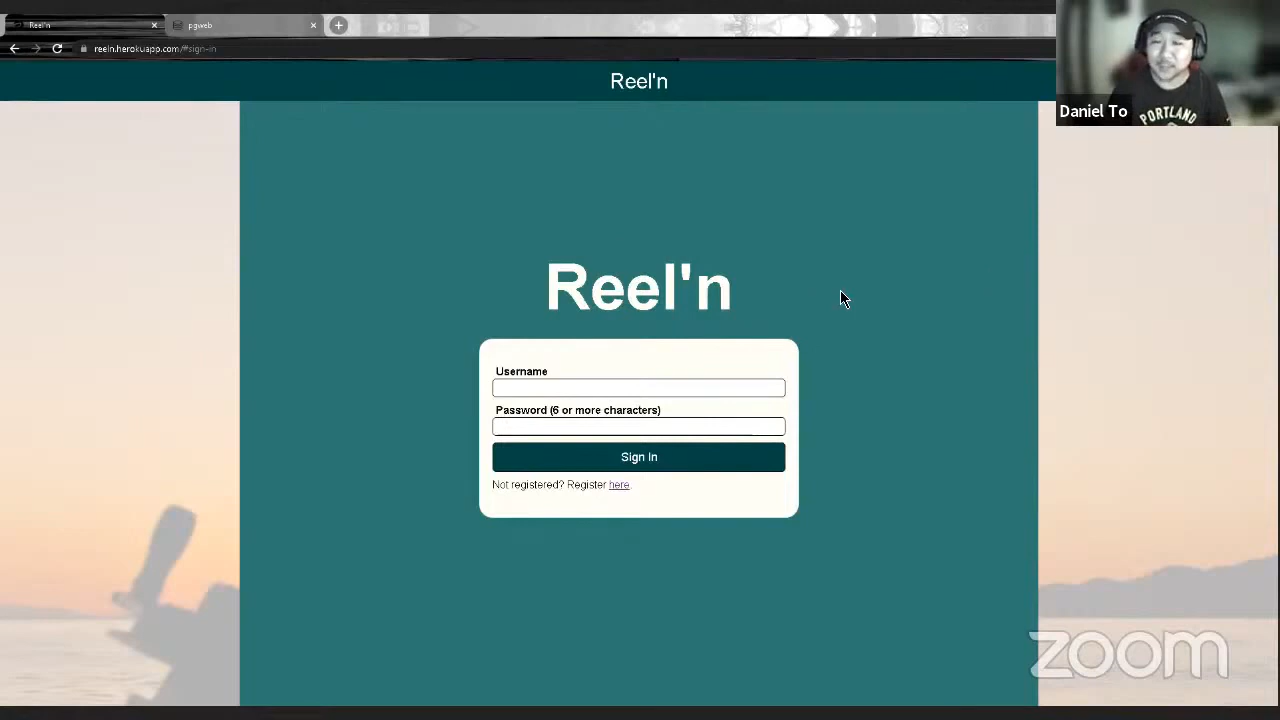 Reel'n
pgweb
reeln.herokuapp.com/#sign-in
Reel'n
Daniel To
PORTLAND
Reel'n
Username
Password (6 or more characters)
Sign In
Not registered? Register here.
zoom